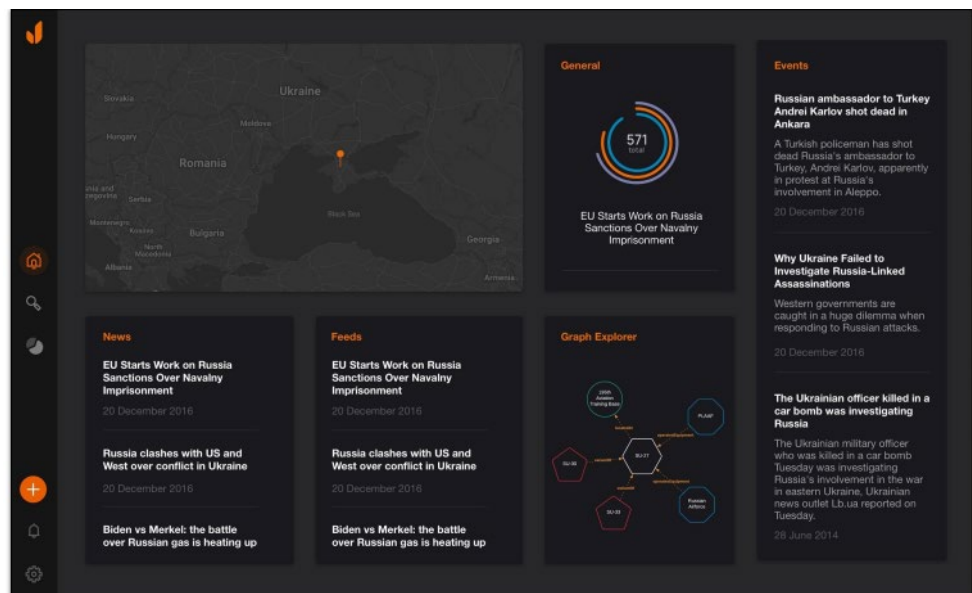 Slovakia
Ukraine
Moldova
Hungary
Romania
Serbia
Montenegro
Kosovo
Bulgaria
North
Macedonia
Albania
Black Sea
Georgia
Armenia
General
571
total
EU Starts Work on Russia
Sanctions Over Navalny
Imprisonment
Events
Russian ambassador to Turkey
Andrei Karlov shot dead in
Ankara
A Turkish policeman has shot
dead Russia's ambassador to
Turkey, Andrei Karlov, apparently
in protest at Russia's
involvement in Aleppo.
20 December 2016
Why Ukraine Failed to
Investigate Russia-Linked
Assassinations
Western governments are
caught in a huge dilemma when
responding to Russian attacks.
20 December 2016
The Ukrainian officer killed in a
car bomb was investigating
Russia
The Ukrainian military officer
who was killed in a car bomb
Tuesday was investigating
Russia's involvement in the war
in eastern Ukraine, Ukrainian
news outlet Lb.ua reported on
Tuesday.
28 June 2014
News
EU Starts Work on Russia
Sanctions Over Navalny
Imprisonment
20 December 2016
Russia clashes with US and
West over conflict in Ukraine
20 December 2016
Biden vs Merkel: the battle
over Russian gas is heating up
Feeds
EU Starts Work on Russia
Sanctions Over Navalny
Imprisonment
20 December 2016
Russia clashes with US and
West over conflict in Ukraine
20 December 2016
Biden vs Merkel: the battle
over Russian gas is heating up
Graph Explorer
Aviation
Training Base
PLAAF
SU-27
SU-30
SU-33
Russian
Airforce